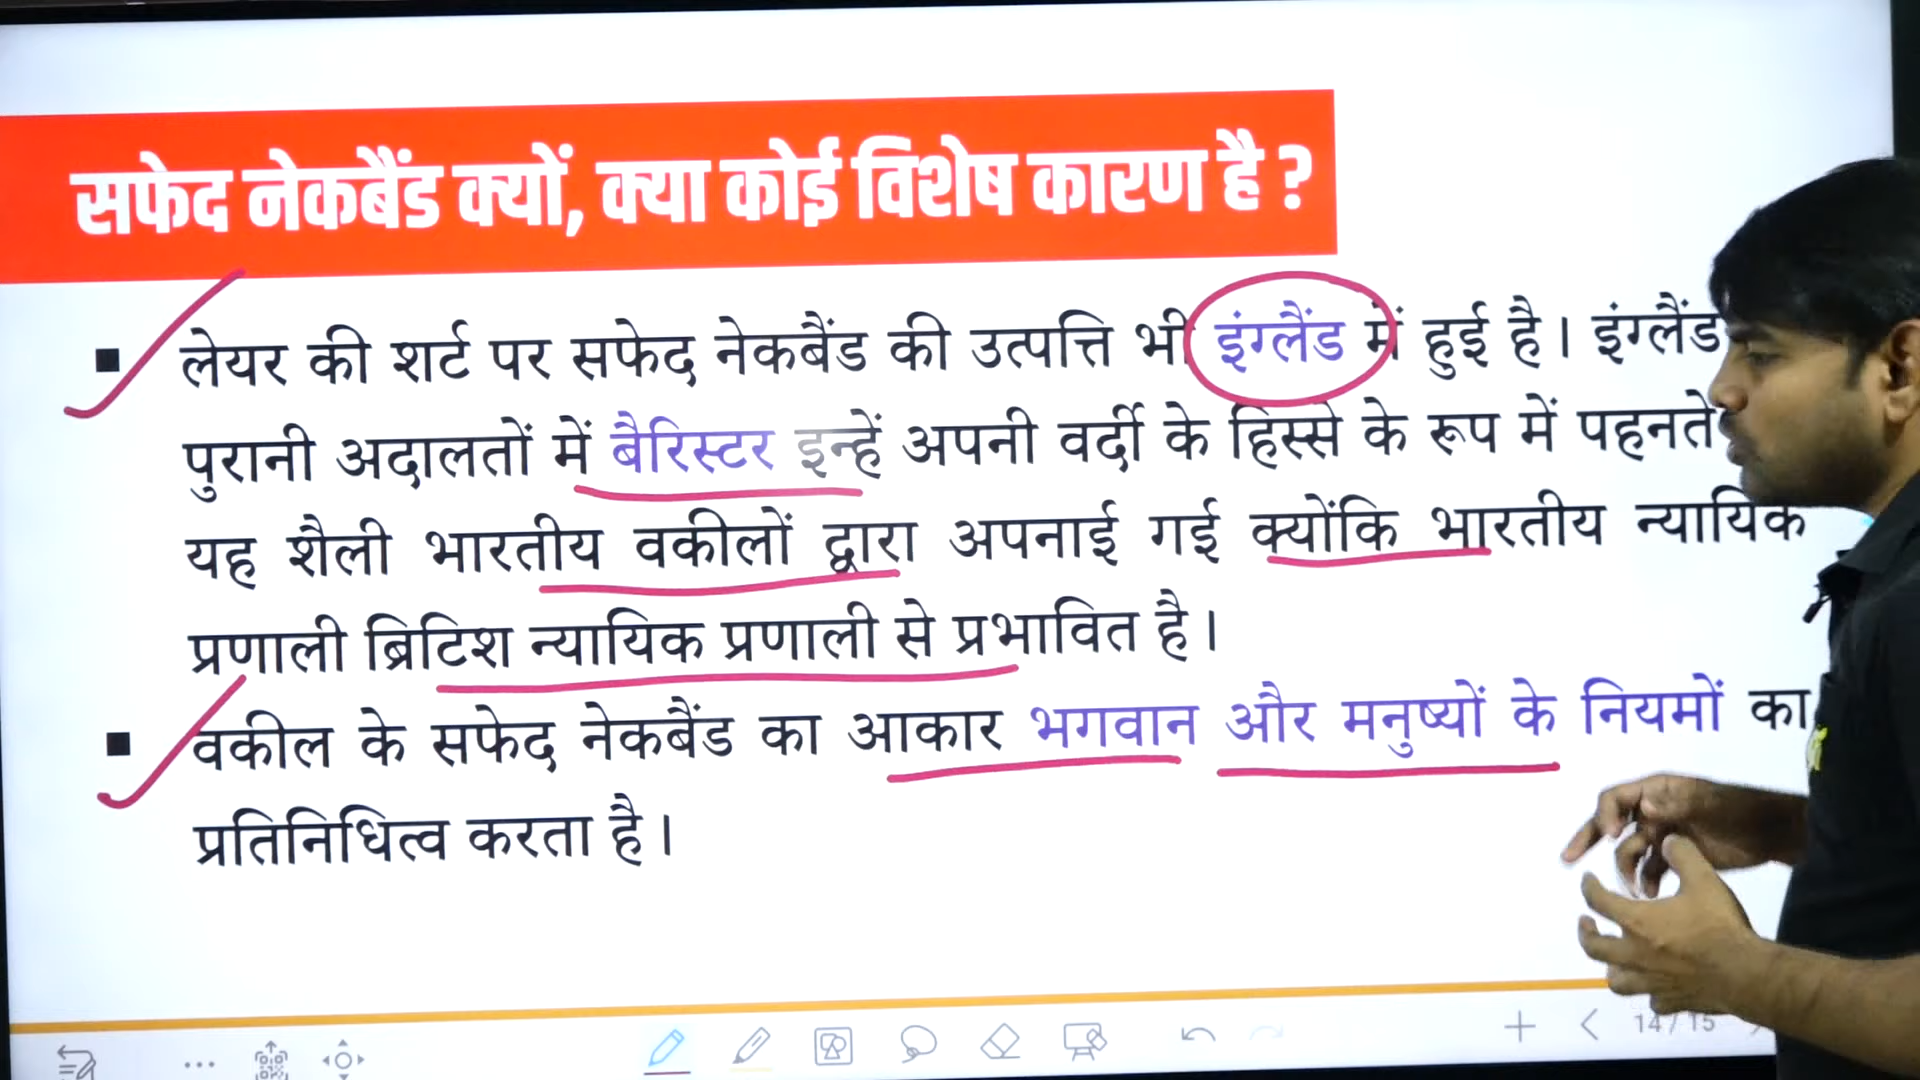 सफेद नेकबैंड क्यों, क्या कोई विशेष कारण है ?
▪ लेयर की शर्ट पर सफेद नेकबैंड की उत्पत्ति भी इंग्लैंड में हुई है। इंग्लैंड
पुरानी अदालतों में बैरिस्टर इन्हें अपनी वर्दी के हिस्से के रूप में पहनते
यह शैली भारतीय वकीलों द्वारा अपनाई गई क्योंकि भारतीय न्यायिक
प्रणाली ब्रिटिश न्यायिक प्रणाली से प्रभावित है।
▪ वकील के सफेद नेकबैंड का आकार भगवान और मनुष्यों के नियमों का
प्रतिनिधित्व करता है।
14/15